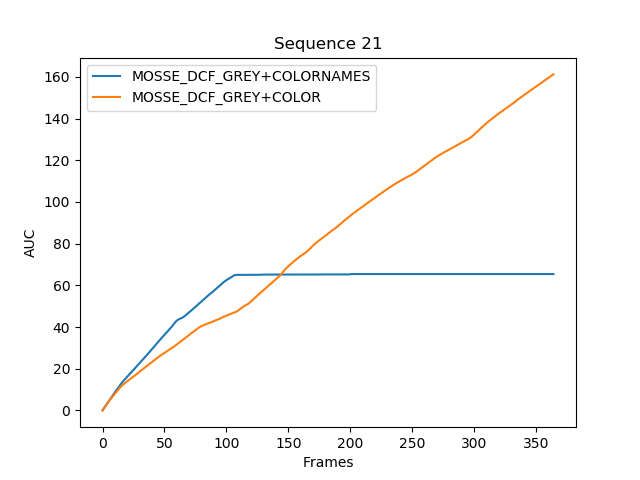 Sequence 21
MOSSE_DCF_GREY+COLORNAMES
MOSSE_DCF_GREY+COLOR
160
140
120
100
80
60
40
20
0
AUC
0 50 100 150 200 250 300 350
Frames